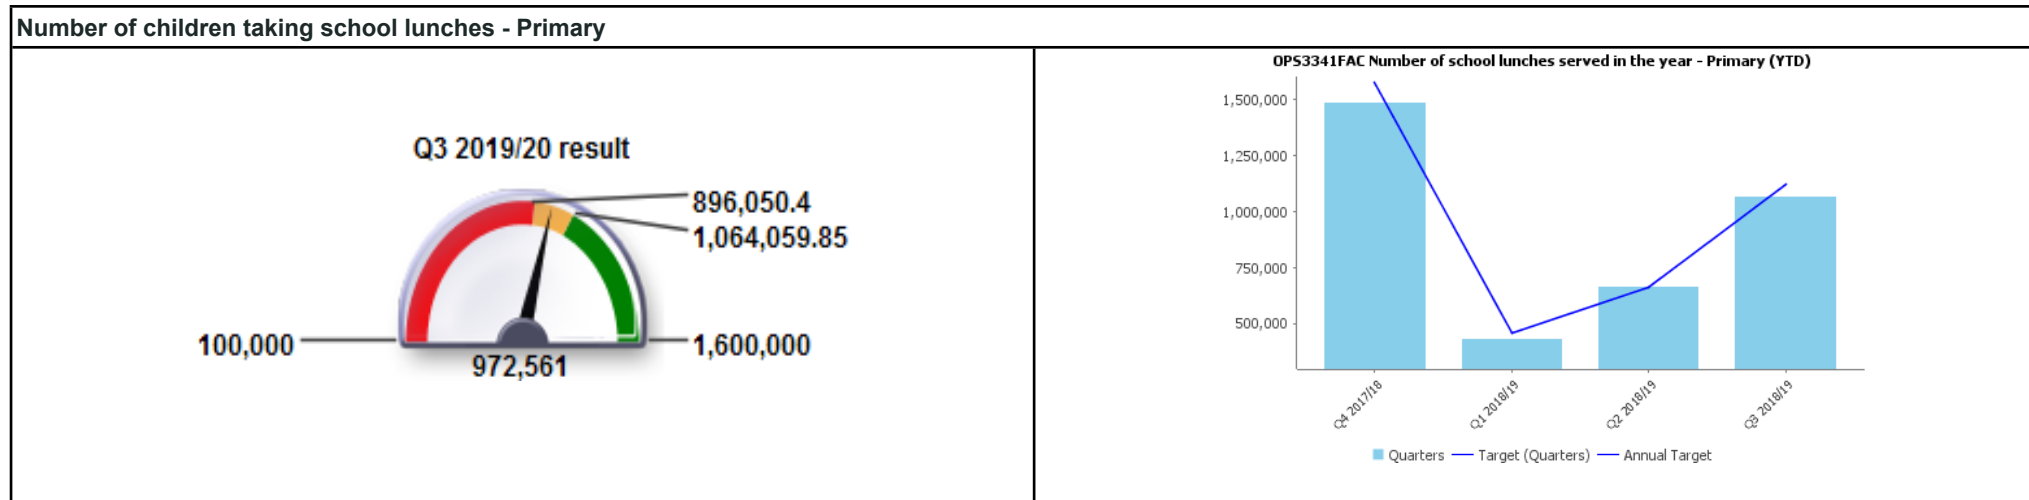 Number of children taking school lunches - Primary
Q3 2019/20 result
896,050.4
1,064,059.85
100,000
1,600,000
972,561
OPS3341FAC Number of school lunches served in the year - Primary (YTD)
1,500,000
1,250,000
1,000,000
750,000
500,000
Q4 2017/18
Q1 2018/19
Q2 2018/19
Q3 2018/19
Quarters Target (Quarters) Annual Target